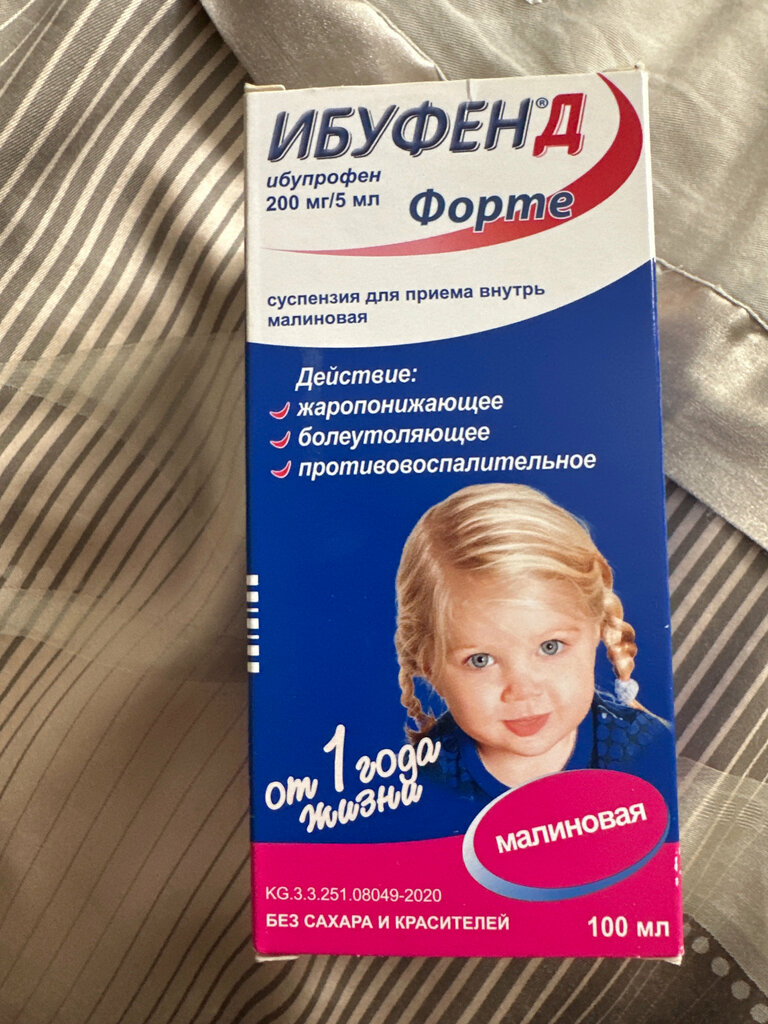 ИБУФЕН® Д
ибупрофен
200 мг/5 мл
Форте
суспензия для приема внутрь
малиновая
Действие:
жаропонижающее
болеутоляющее
противовоспалительное
от 1 года
жизни
малиновая
KG.3.3.251.08049-2020
БЕЗ САХАРА И КРАСИТЕЛЕЙ
100 мл